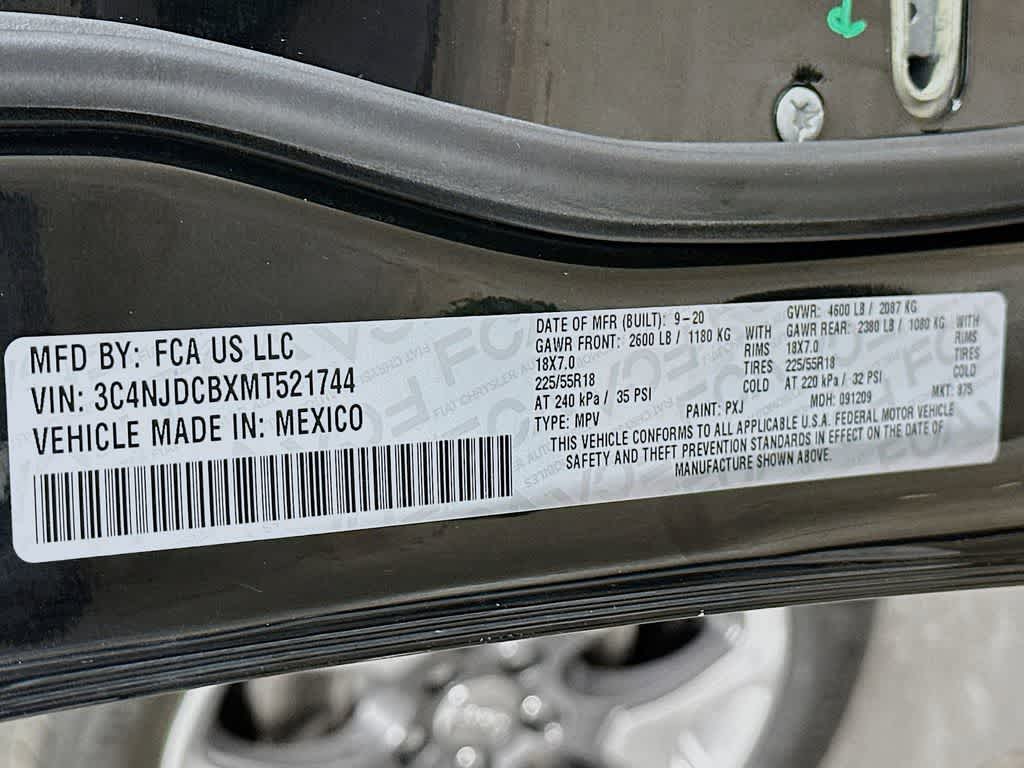 MFD BY: FCA US LLC
VIN: 3C4NJDCBXMT521744
VEHICLE MADE IN: MEXICO
DATE OF MFR (BUILT): 9-20 GVWR: 4600 LB / 2087 KG
GAWR FRONT: 2600 LB / 1180 KG WITH GAWR REAR: 2380 LB / 1080 KG WITH
18X7.0 RIMS 18X7.0 RIMS
225/55R18 TIRES 225/55R18 TIRES
AT 240 kPa / 35 PSI COLD AT 220 kPa / 32 PSI COLD
TYPE: MPV PAINT: PXJ MDH: 091209 MKT: 975
THIS VEHICLE CONFORMS TO ALL APPLICABLE U.S.A. FEDERAL MOTOR VEHICLE
SAFETY AND THEFT PREVENTION STANDARDS IN EFFECT ON THE DATE OF
MANUFACTURE SHOWN ABOVE.